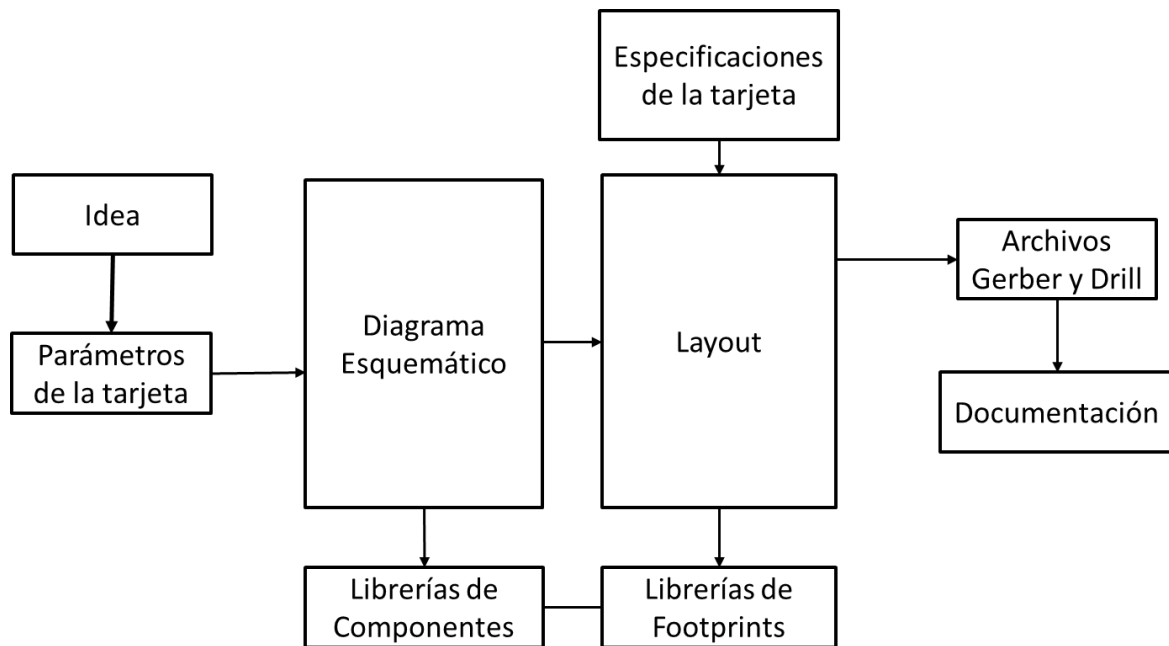 Especificaciones
de la tarjeta
Idea
Parámetros
de la tarjeta
Diagrama
Esquemático
Layout
Archivos
Gerber y Drill
Documentación
Librerías de
Componentes
Librerías de
Footprints